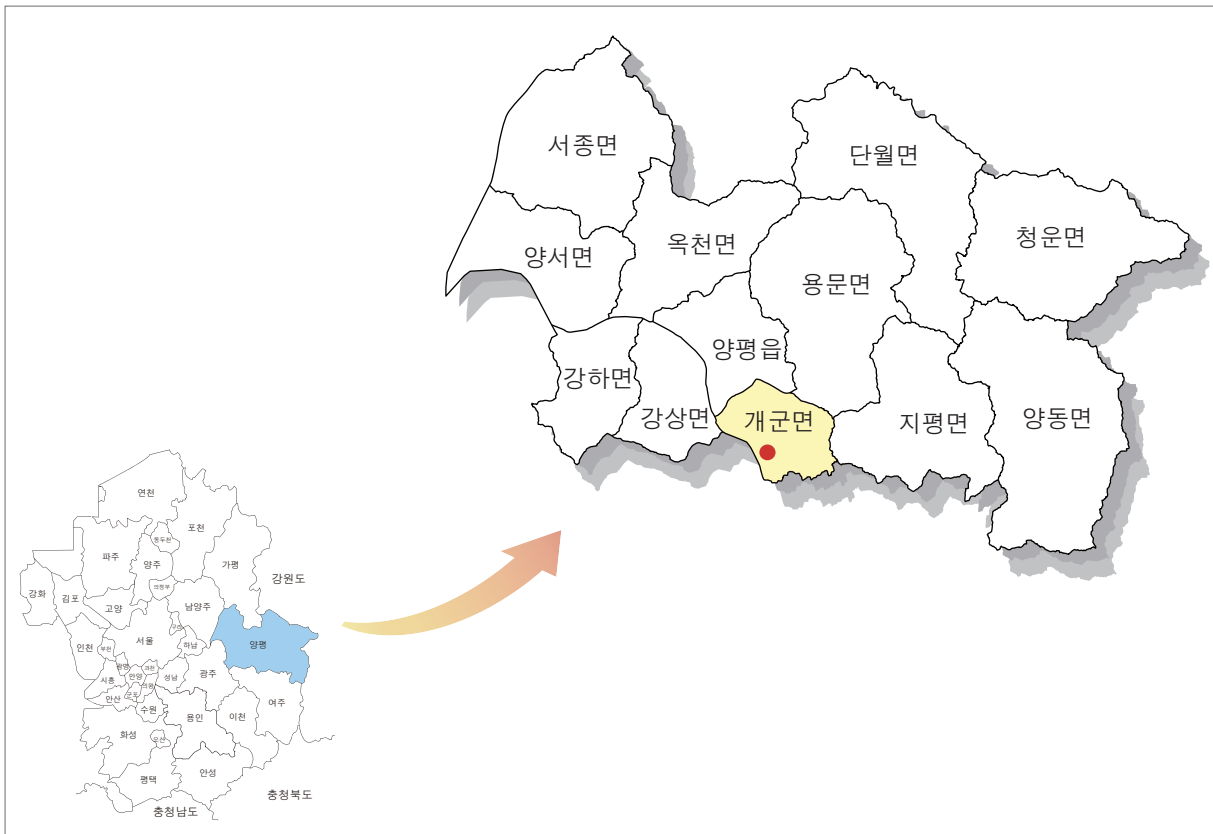 서종면
단월면
청운면
옥천면
양서면
용문면
양평읍
강하면
강상면
개군면
지평면
양동면
연천
포천
동두천
파주
양주
가평
강원도
의정부
강화
김포
고양
남양주
구리
서울
양평
인천
부천
하남
광명
과천
시흥
안양
의왕
성남
광주
군포
안산
수원
용인
이천
여주
화성
오산
평택
안성
충청북도
충청남도